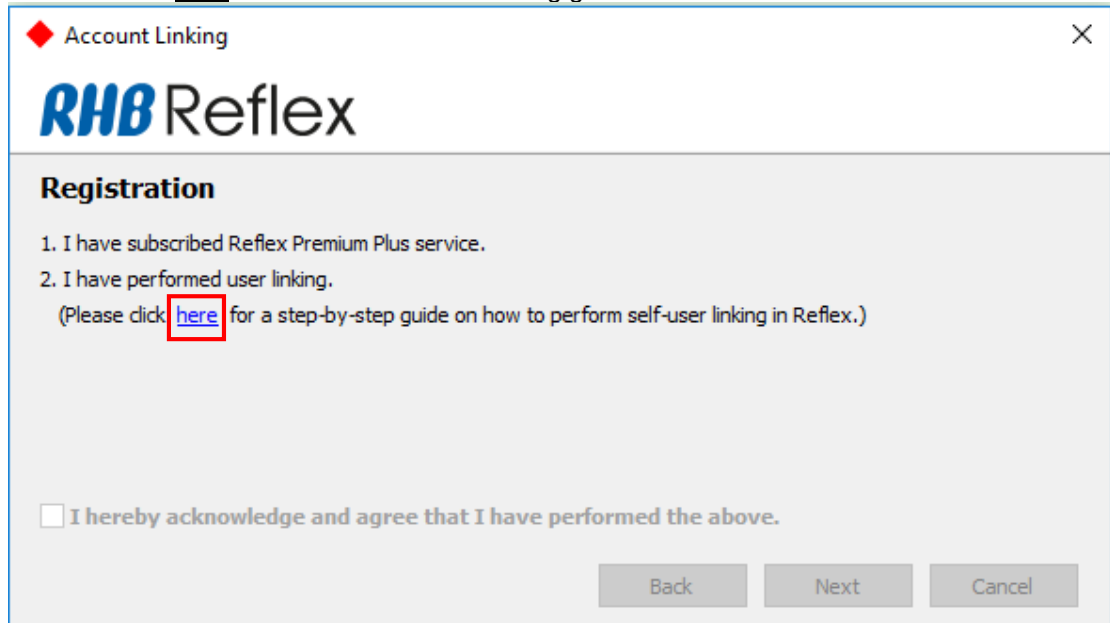 Account Linking
RHB Reflex
Registration
1. I have subscribed Reflex Premium Plus service.
2. I have performed user linking.
(Please click here for a step-by-step guide on how to perform self-user linking in Reflex.)
I hereby acknowledge and agree that I have performed the above.
Back Next Cancel